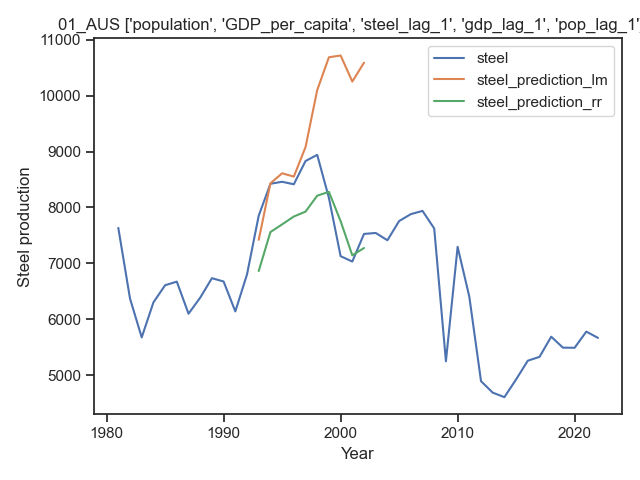 01_AUS ['population', 'GDP_per_capita', 'steel_lag_1', 'gdp_lag_1', 'pop_lag_1',
11000
10000
9000
8000
7000
6000
5000
Steel production
steel
steel_prediction_lm
steel_prediction_rr
1980
1990
2000
2010
2020
Year